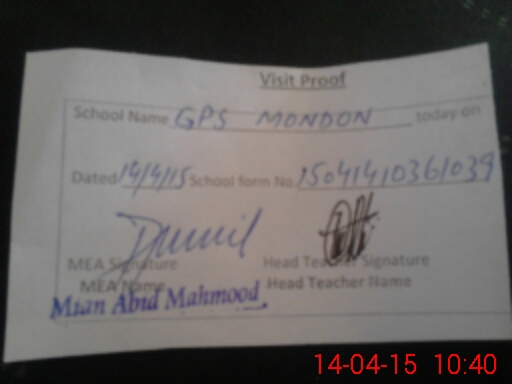 Visit Proof
School Name GPS MONDON today on
Dated 14/4/15 School form No 15041410361039
MEA Signature Head Teacher Signature
MEA Name Head Teacher Name
Mian Abid Mahmood
14-04-15 10:40